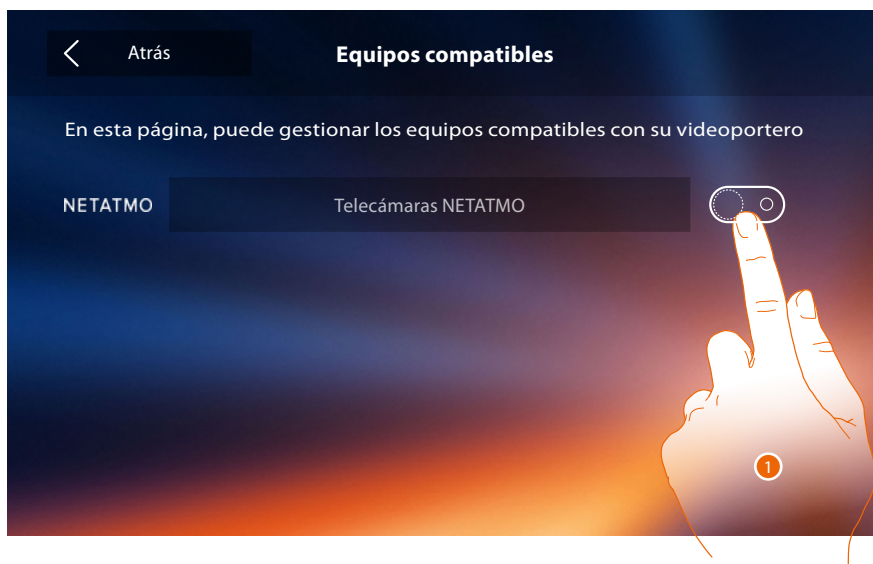 Atrás
Equipos compatibles
En esta página, puede gestionar los equipos compatibles con su videoportero
NETATMO
Telecámaras NETATMO
1